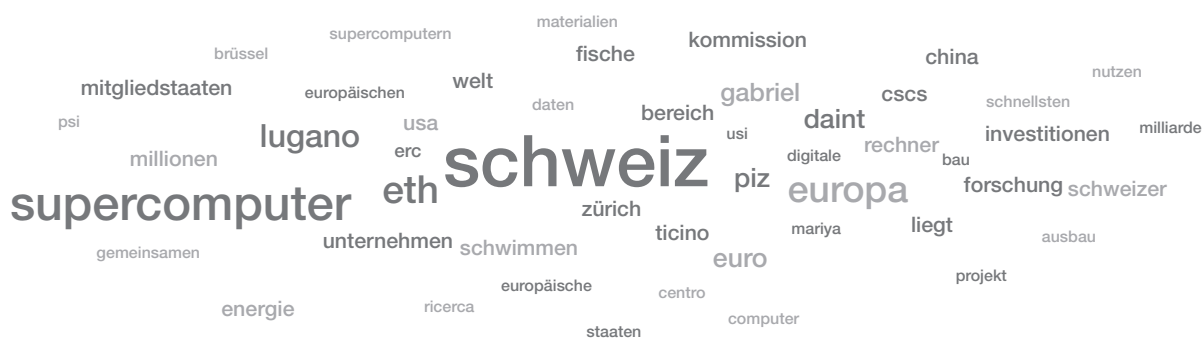 materialien
supercomputern
kommission
brüssel
fische
china
nutzen
mitgliedstaaten
welt
europäischen
gabriel
cscs
daten
schnellsten
bereich
daint
psi
usa
usi
investitionen
milliarde
lugano
rechner
erc
millionen
schweiz
digitale
bau
piz
europa
forschung
schweizer
eth
supercomputer
zürich
liegt
mariya
ticino
ausbau
unternehmen
schwimmen
gemeinsamen
euro
projekt
europäische
centro
ricerca
energie
computer
staaten